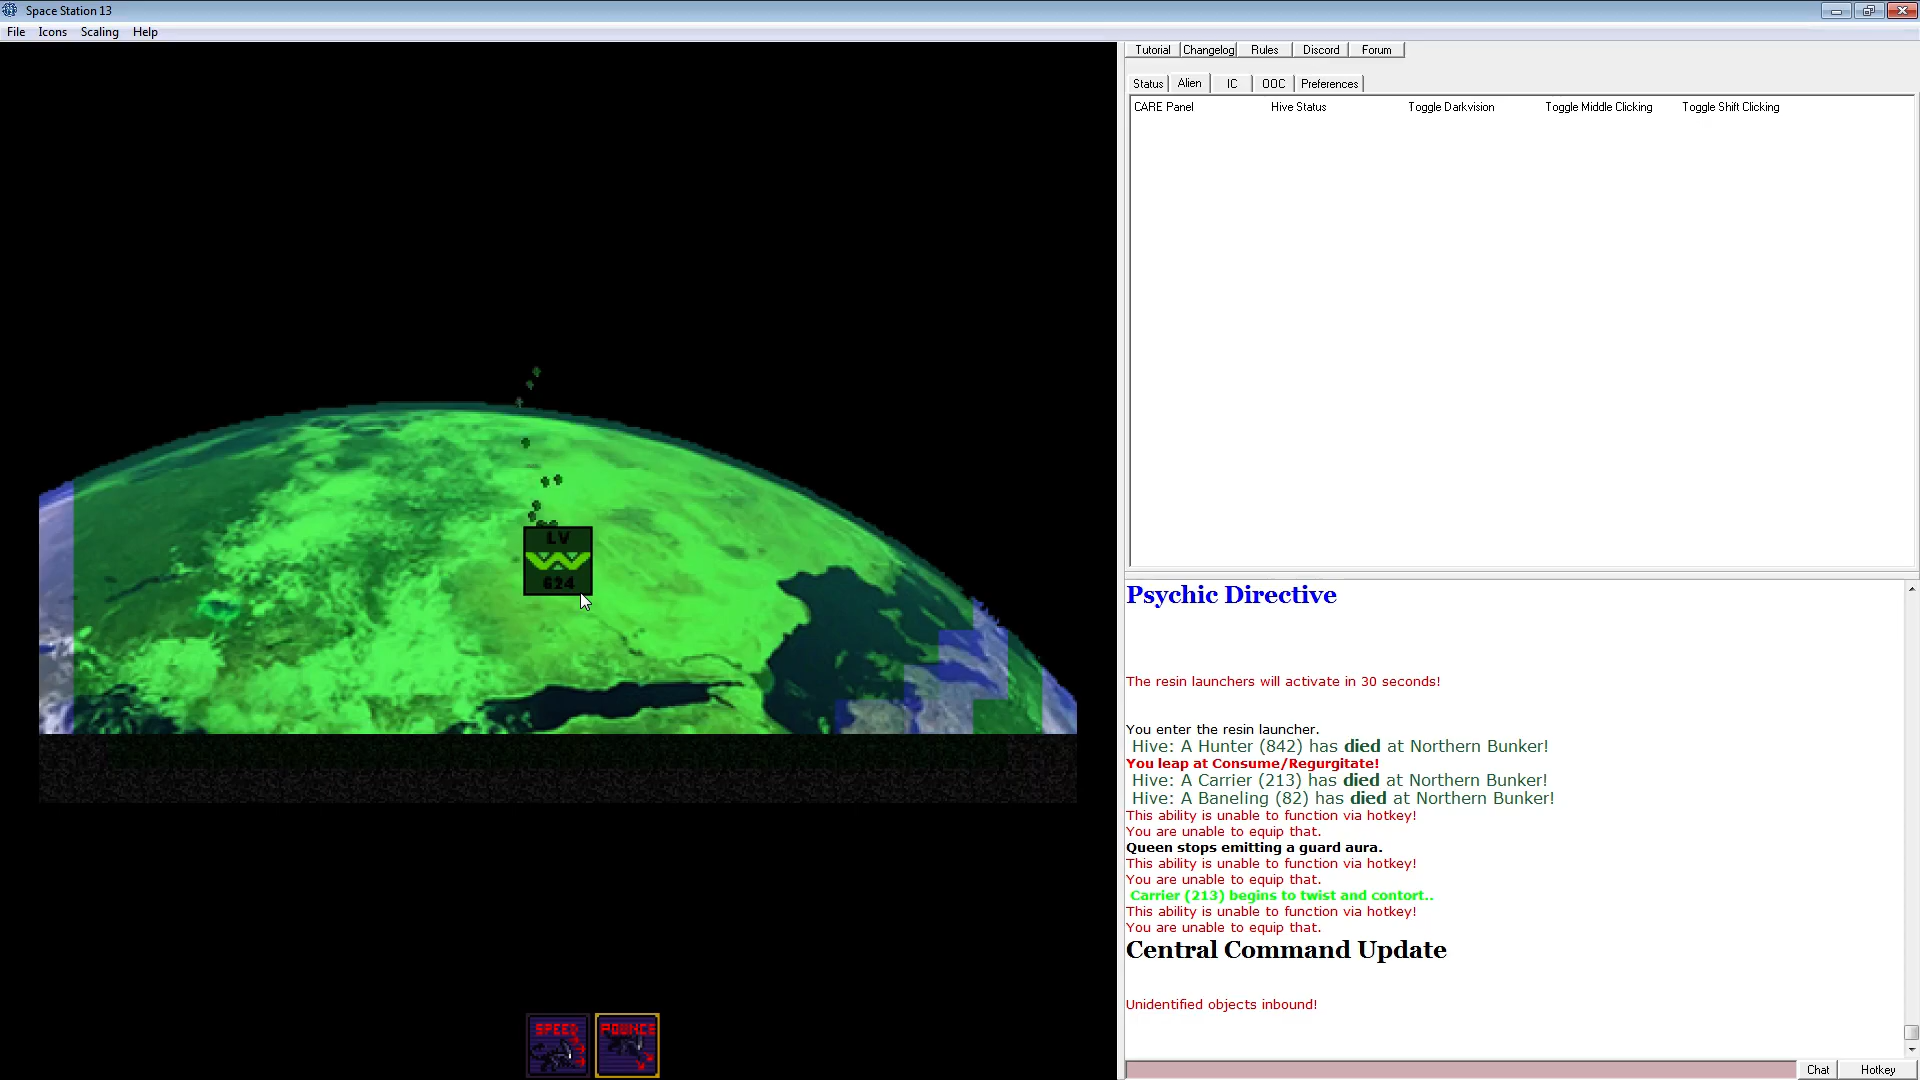 Space Station 13
File Icons Scaling Help
Tutorial Changelog Rules Discord Forum
Status Alien IC OOC Preferences
CARE Panel Hive Status Toggle Darkvision Toggle Middle Clicking Toggle Shift Clicking
LV
624
Psychic Directive
The resin launchers will activate in 30 seconds!
You enter the resin launcher.
Hive: A Hunter (842) has died at Northern Bunker!
You leap at Consume/Regurgitate!
Hive: A Carrier (213) has died at Northern Bunker!
Hive: A Baneling (82) has died at Northern Bunker!
This ability is unable to function via hotkey!
You are unable to equip that.
Queen stops emitting a guard aura.
This ability is unable to function via hotkey!
You are unable to equip that.
Carrier (213) begins to twist and contort..
This ability is unable to function via hotkey!
You are unable to equip that.
Central Command Update
Unidentified objects inbound!
SPEED POUNCE
Chat Hotkey